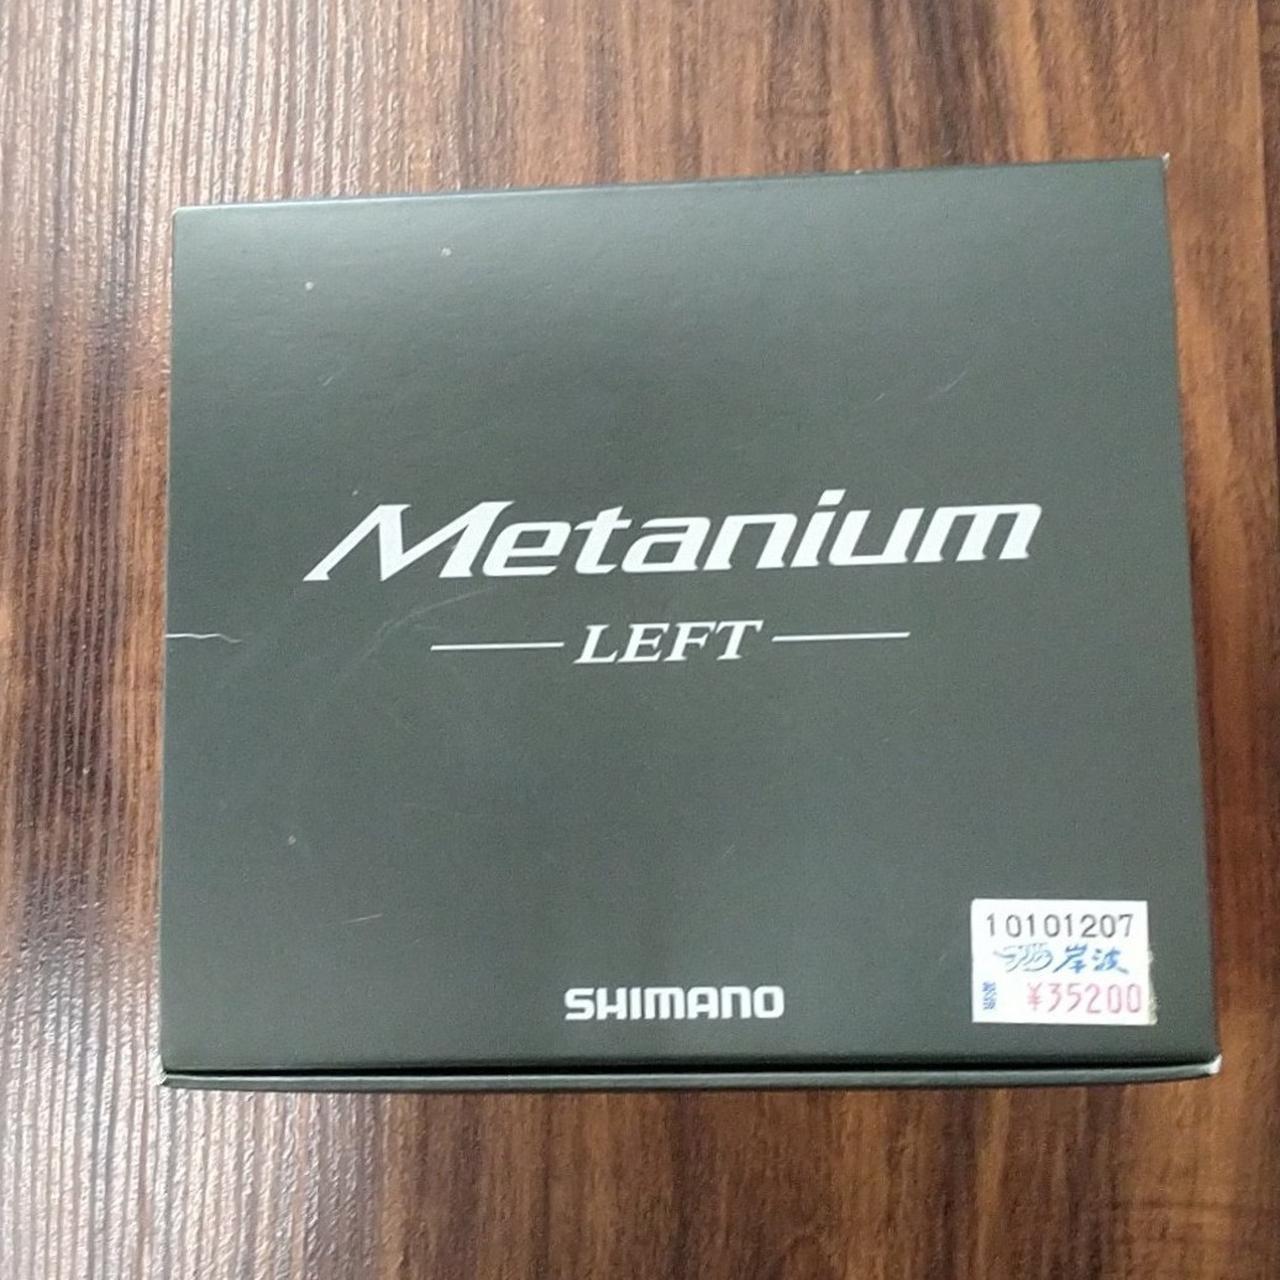 Metanium
LEFT
SHIMANO
10101207
岸波
¥35200